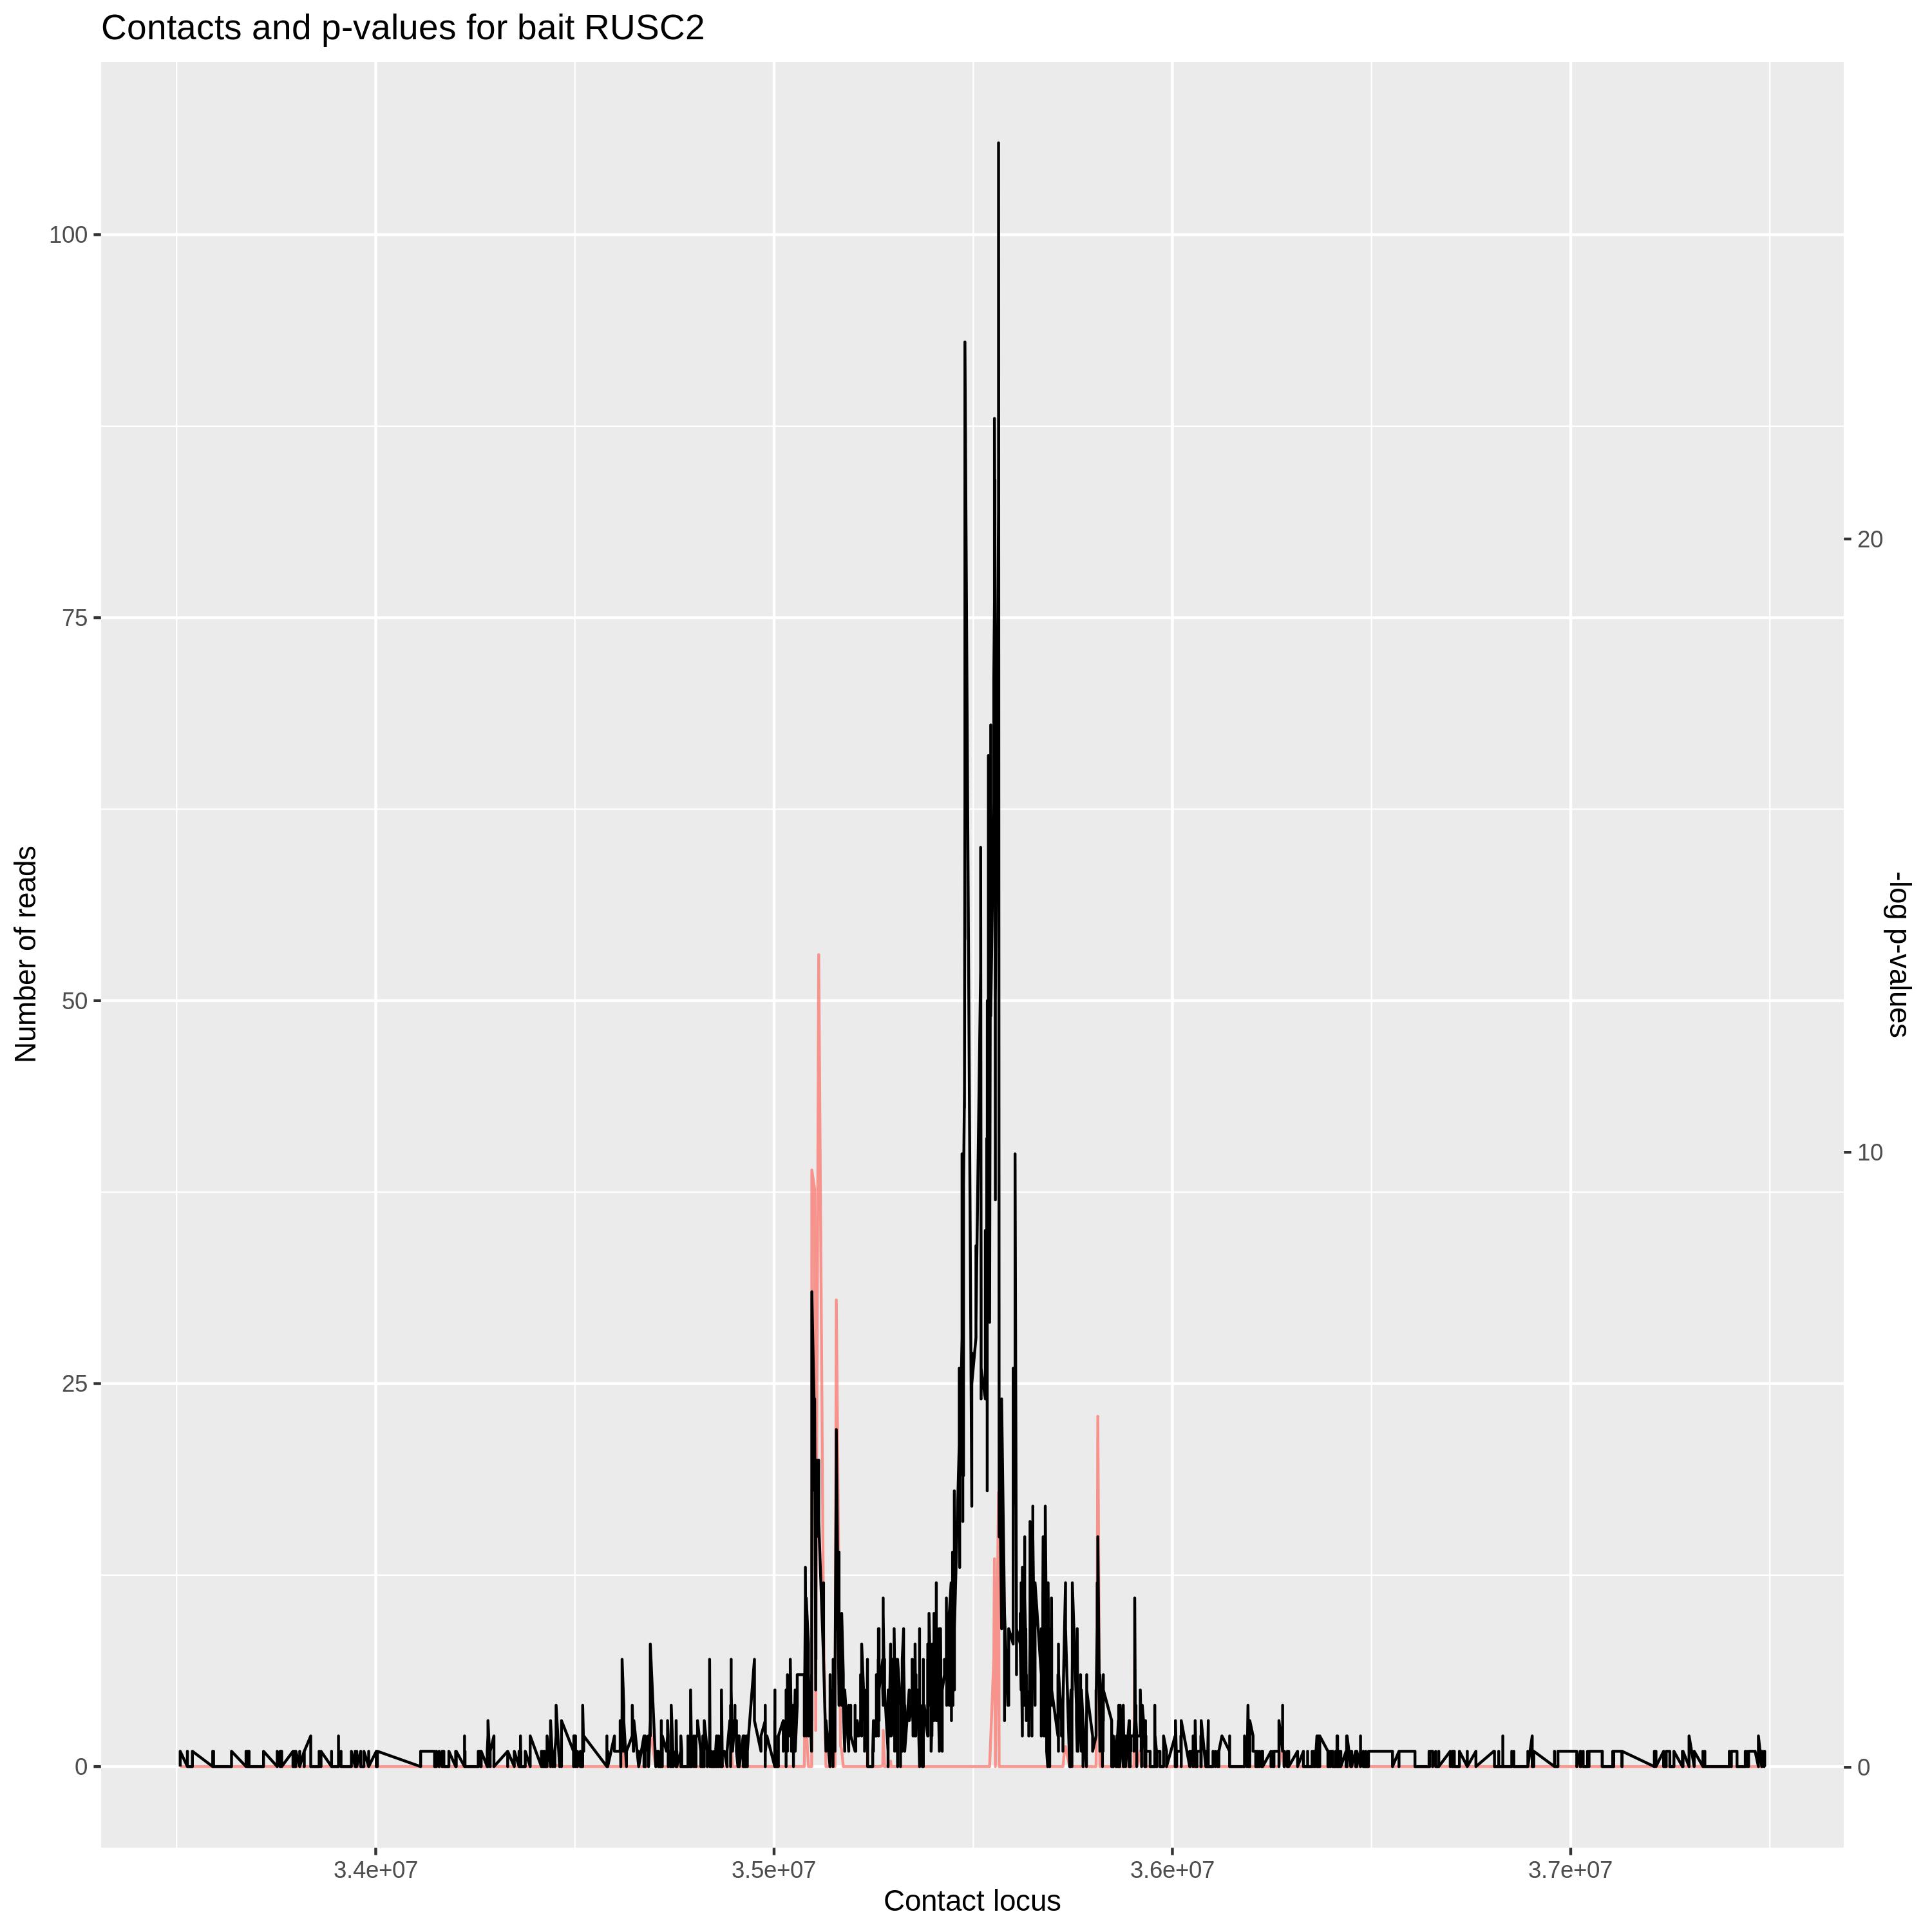 Contacts and p-values for bait RUSC2
100
75
50
25
0
Number of reads
20
10
0
-log p-values
3.4e+07
3.5e+07
3.6e+07
3.7e+07
Contact locus